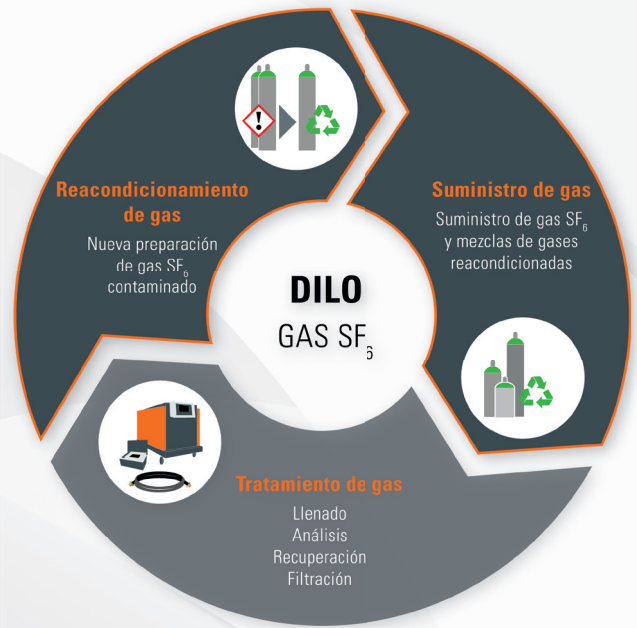 Reacondicionamiento
de gas
Nueva preparación
de gas SF₆
contaminado
Suministro de gas
Suministro de gas SF₆
y mezclas de gases
reacondicionadas
DILO
GAS SF₆
Tratamiento de gas
Llenado
Análisis
Recuperación
Filtración